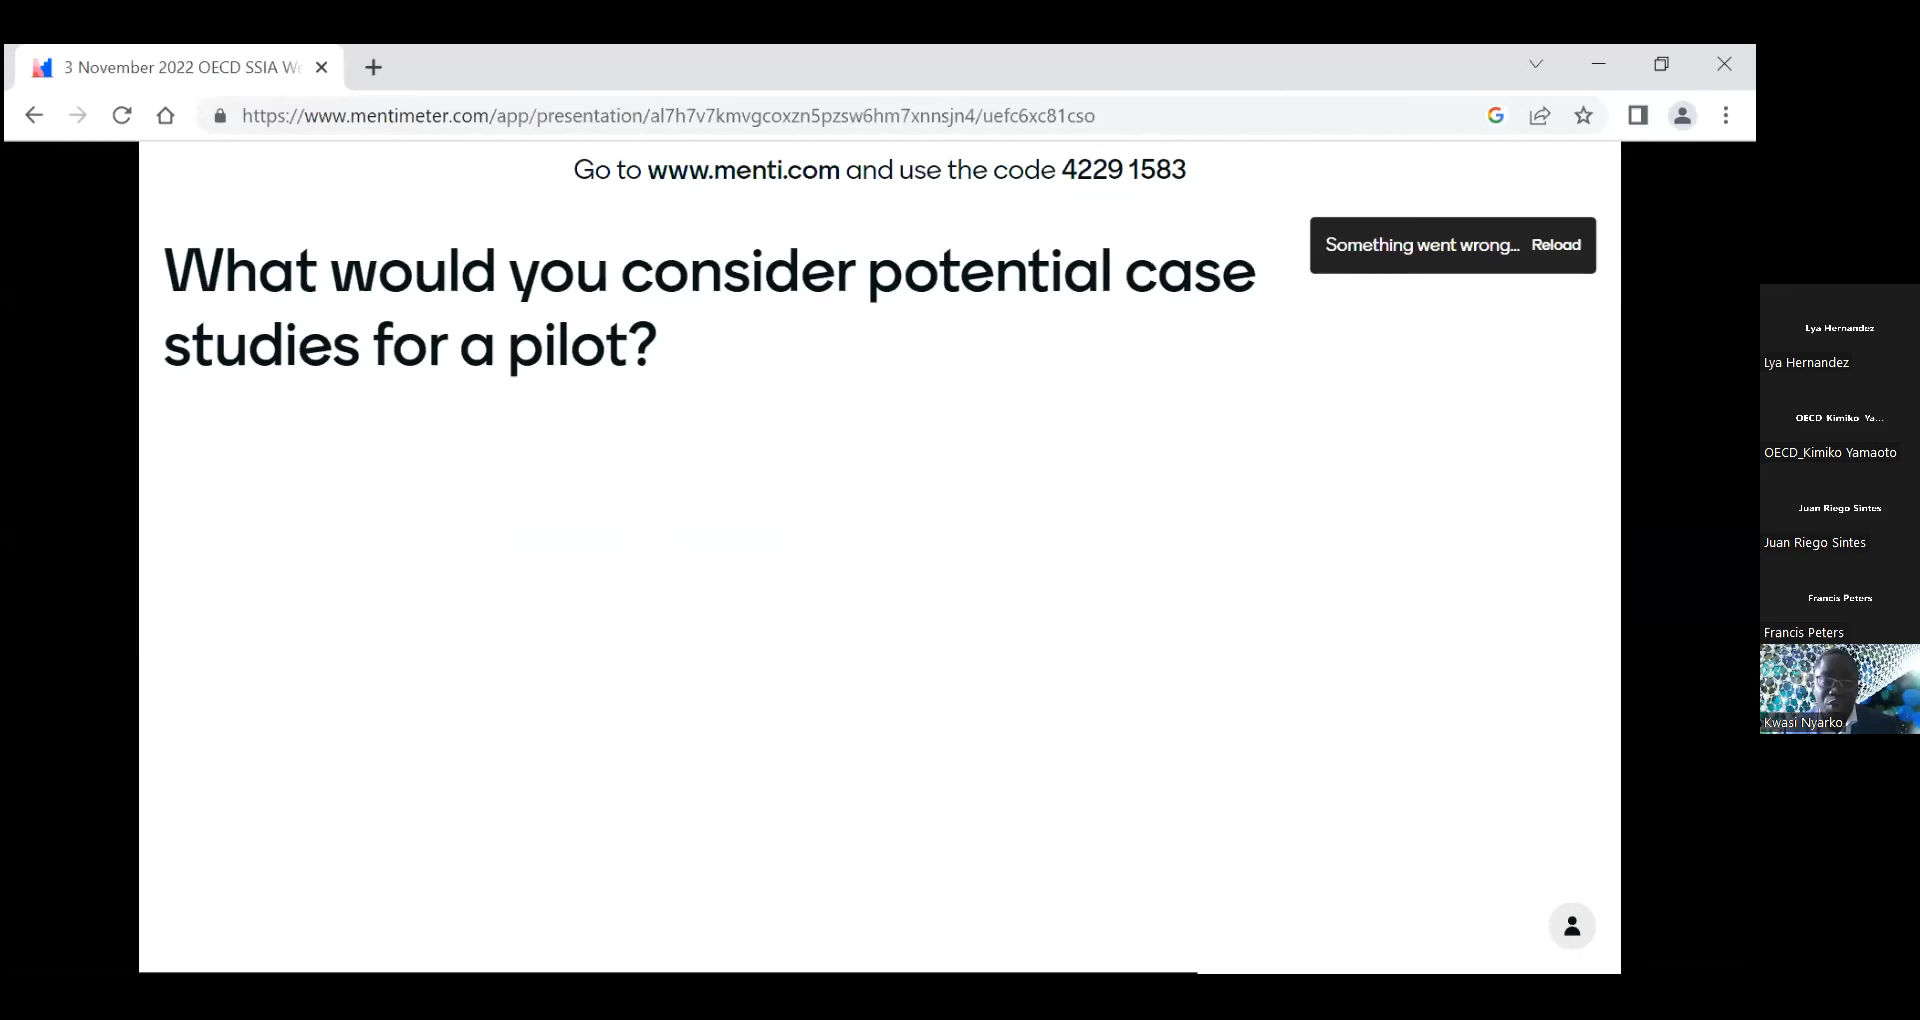 3 November 2022 OECD SSIA We
https://www.mentimeter.com/app/presentation/al7h7v7kmvgcoxzn5pzsw6hm7xnnsjn4/uefc6xc81cso
Go to www.menti.com and use the code 4229 1583
Something went wrong... Reload
What would you consider potential case
studies for a pilot?
Lya Hernandez
Lya Hernandez
OECD_Kimiko Ya...
OECD_Kimiko Yamaoto
Juan Riego Sintes
Juan Riego Sintes
Francis Peters
Francis Peters
Kwasi Nyarko